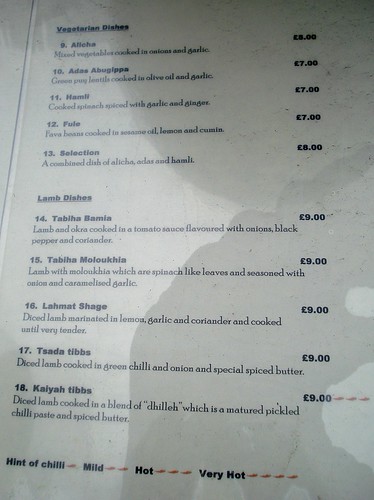 Vegetarian Dishes
9. Alicha £8.00
Mixed vegetables cooked in onions and garlic.
10. Adas Abugippa £7.00
Green puy lentils cooked in olive oil and garlic.
11. Hamli £7.00
Cooked spinach spiced with garlic and ginger.
12. Fule £7.00
Fava beans cooked in sesame oil, lemon and cumin.
13. Selection £8.00
A combined dish of alicha, adas and hamli.
Lamb Dishes
14. Tabiha Bamia £9.00
Lamb and okra cooked in a tomato sauce flavoured with onions, black
pepper and coriander.
15. Tabiha Moloukhia £9.00
Lamb with moloukhia which are spinach like leaves and seasoned with
onion and caramelised garlic.
16. Lahmat Shage £9.00
Diced lamb marinated in lemon, garlic and coriander and cooked
until very tender.
17. Tsada tibbs £9.00
Diced lamb cooked in green chilli and onion and special spiced butter.
18. Kaiyah tibbs £9.00
Diced lamb cooked in a blend of "dhilleh" which is a matured pickled
chilli paste and spiced butter.
Hint of chilli Mild Hot Very Hot